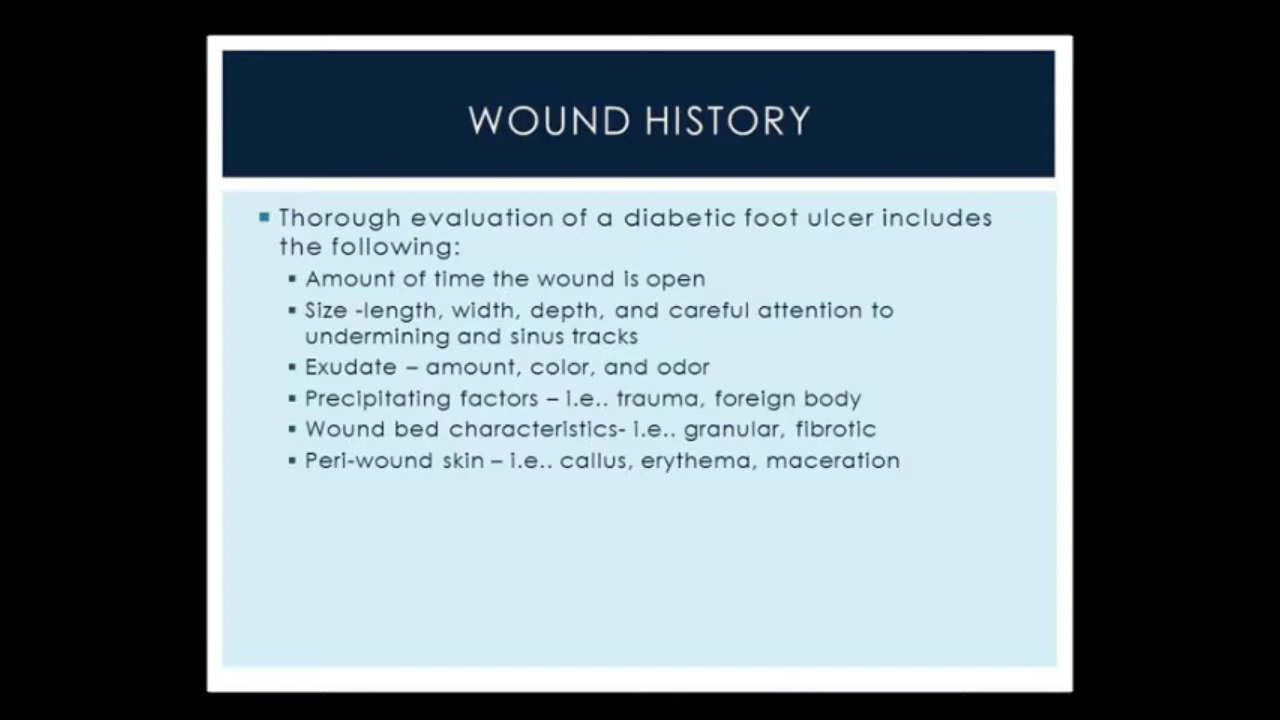 WOUND HISTORY
▪ Thorough evaluation of a diabetic foot ulcer includes
the following:
▪ Amount of time the wound is open
▪ Size -length, width, depth, and careful attention to
undermining and sinus tracks
▪ Exudate – amount, color, and odor
▪ Precipitating factors – i.e.. trauma, foreign body
▪ Wound bed characteristics- i.e.. granular, fibrotic
▪ Peri-wound skin – i.e.. callus, erythema, maceration